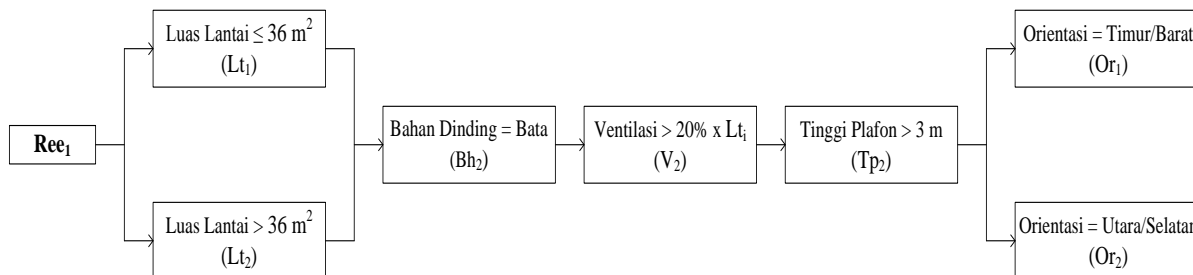 Ree₁
Luas Lantai ≤ 36 m²
(Lt₁)
Luas Lantai > 36 m²
(Lt₂)
Bahan Dinding = Bata
(Bh₂)
Ventilasi > 20% x Ltᵢ
(V₂)
Tinggi Plafon > 3 m
(Tp₂)
Orientasi = Timur/Barat
(Or₁)
Orientasi = Utara/Selatan
(Or₂)